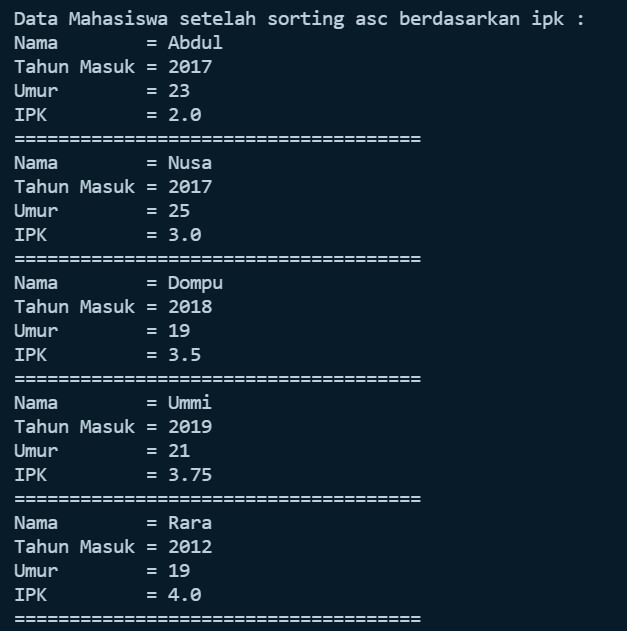 Data Mahasiswa setelah sorting asc berdasarkan ipk :
Nama        = Abdul
Tahun Masuk = 2017
Umur        = 23
IPK         = 2.0
=====================================
Nama        = Nusa
Tahun Masuk = 2017
Umur        = 25
IPK         = 3.0
=====================================
Nama        = Dompu
Tahun Masuk = 2018
Umur        = 19
IPK         = 3.5
=====================================
Nama        = Ummi
Tahun Masuk = 2019
Umur        = 21
IPK         = 3.75
=====================================
Nama        = Rara
Tahun Masuk = 2012
Umur        = 19
IPK         = 4.0
=====================================